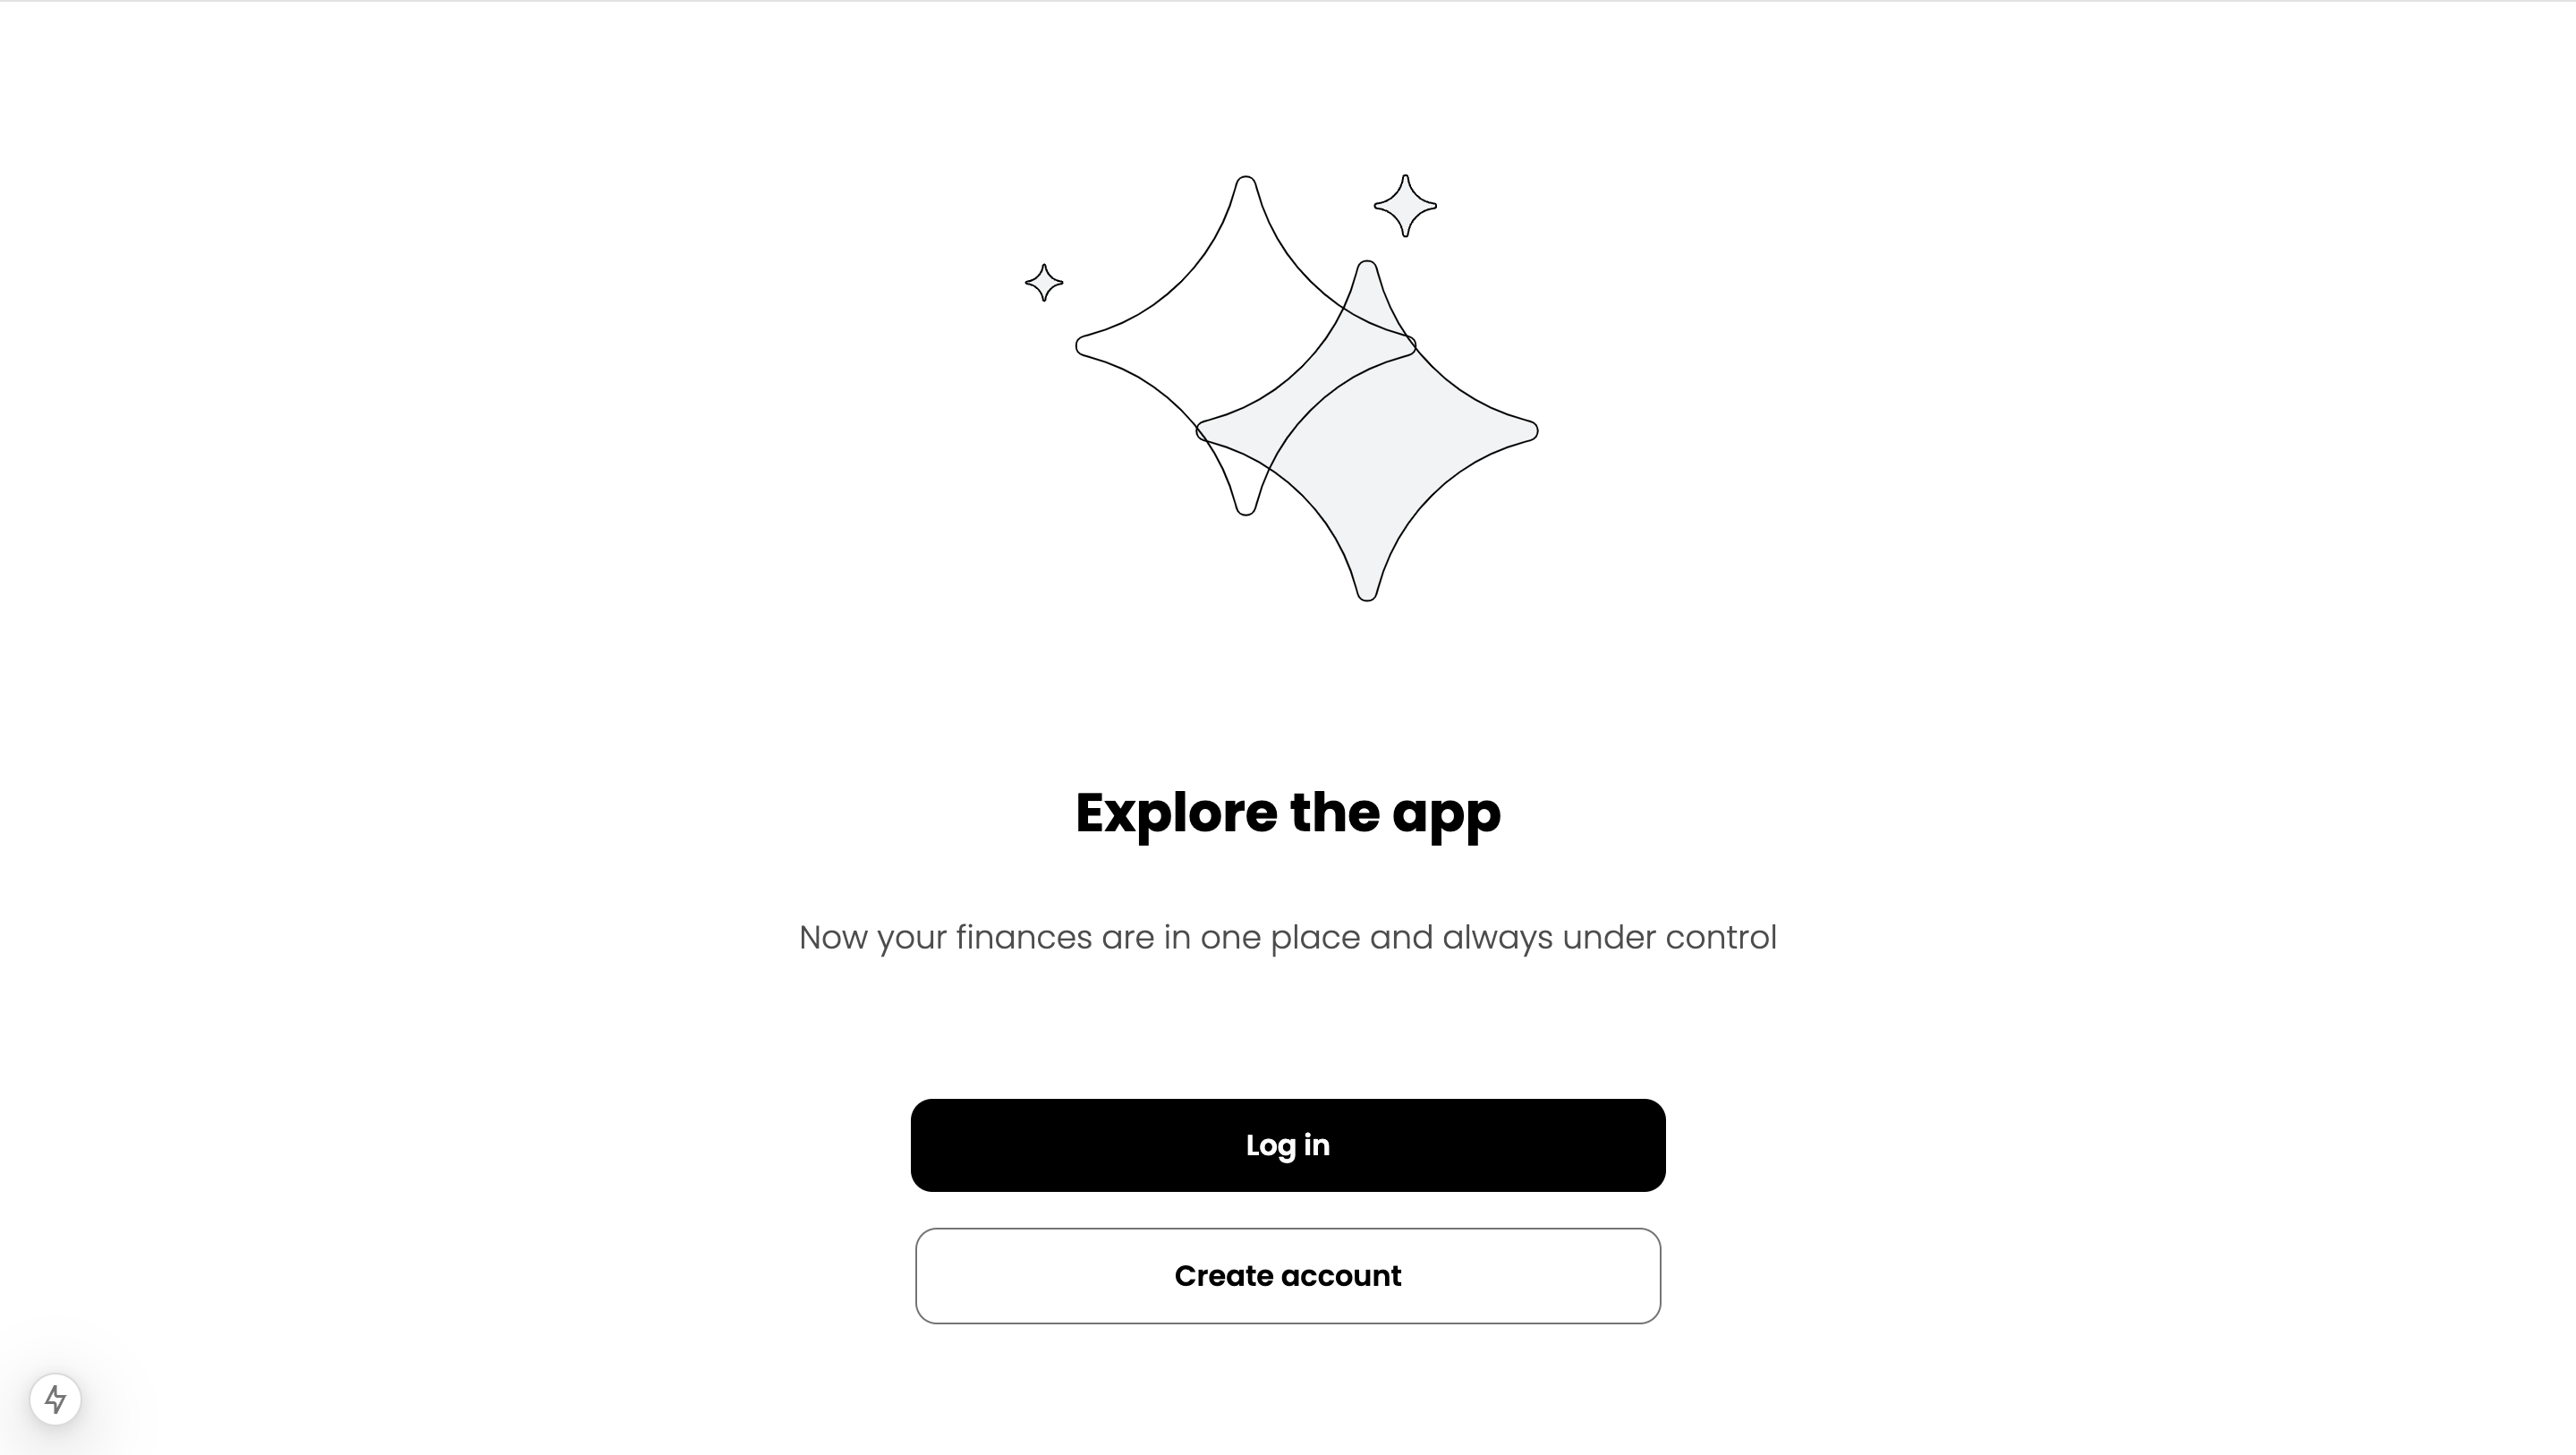 Explore the app
Now your finances are in one place and always under control
Log in
Create account